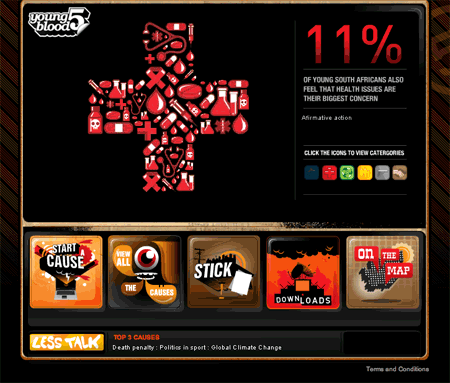 young
blood 5
11%
OF YOUNG SOUTH AFRICANS ALSO
FEEL THAT HEALTH ISSUES ARE
THEIR BIGGEST CONCERN
Afirmative action
CLICK THE ICONS TO VIEW CATERGORIES
START A
CAUSE
VIEW
ALL
THE CAUSES
STICK
DOWNLOADS
ON THE
MAP
LESS TALK
TOP 3 CAUSES
Death penalty : Politics in sport : Global Climate Change
Terms and Conditions